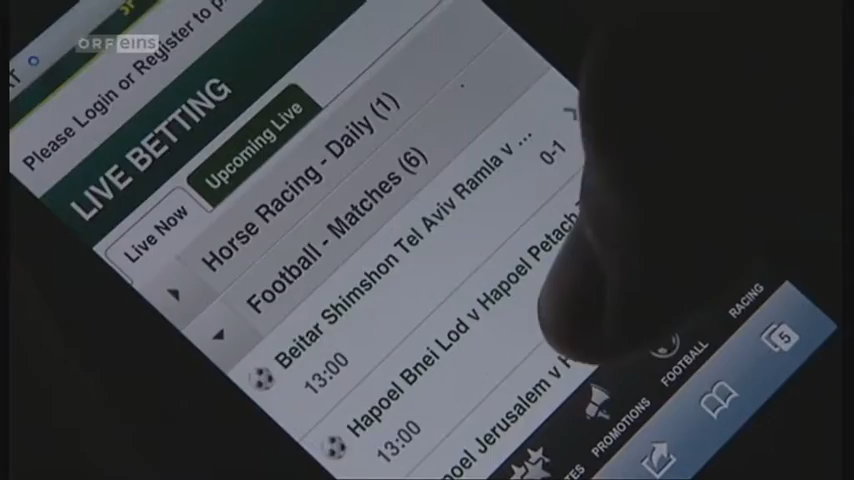 ORF eins
Please Login or Register to
LIVE BETTING
Live Now
Upcoming Live
Horse Racing - Daily (1)
Football - Matches (6)
Beitar Shimshon Tel Aviv Ramla v ...
13:00
0-1
Hapoel Bnei Lod v Hapoel Petach
13:00
Jerusalem v
PROMOTIONS
FOOTBALL
RACING
5